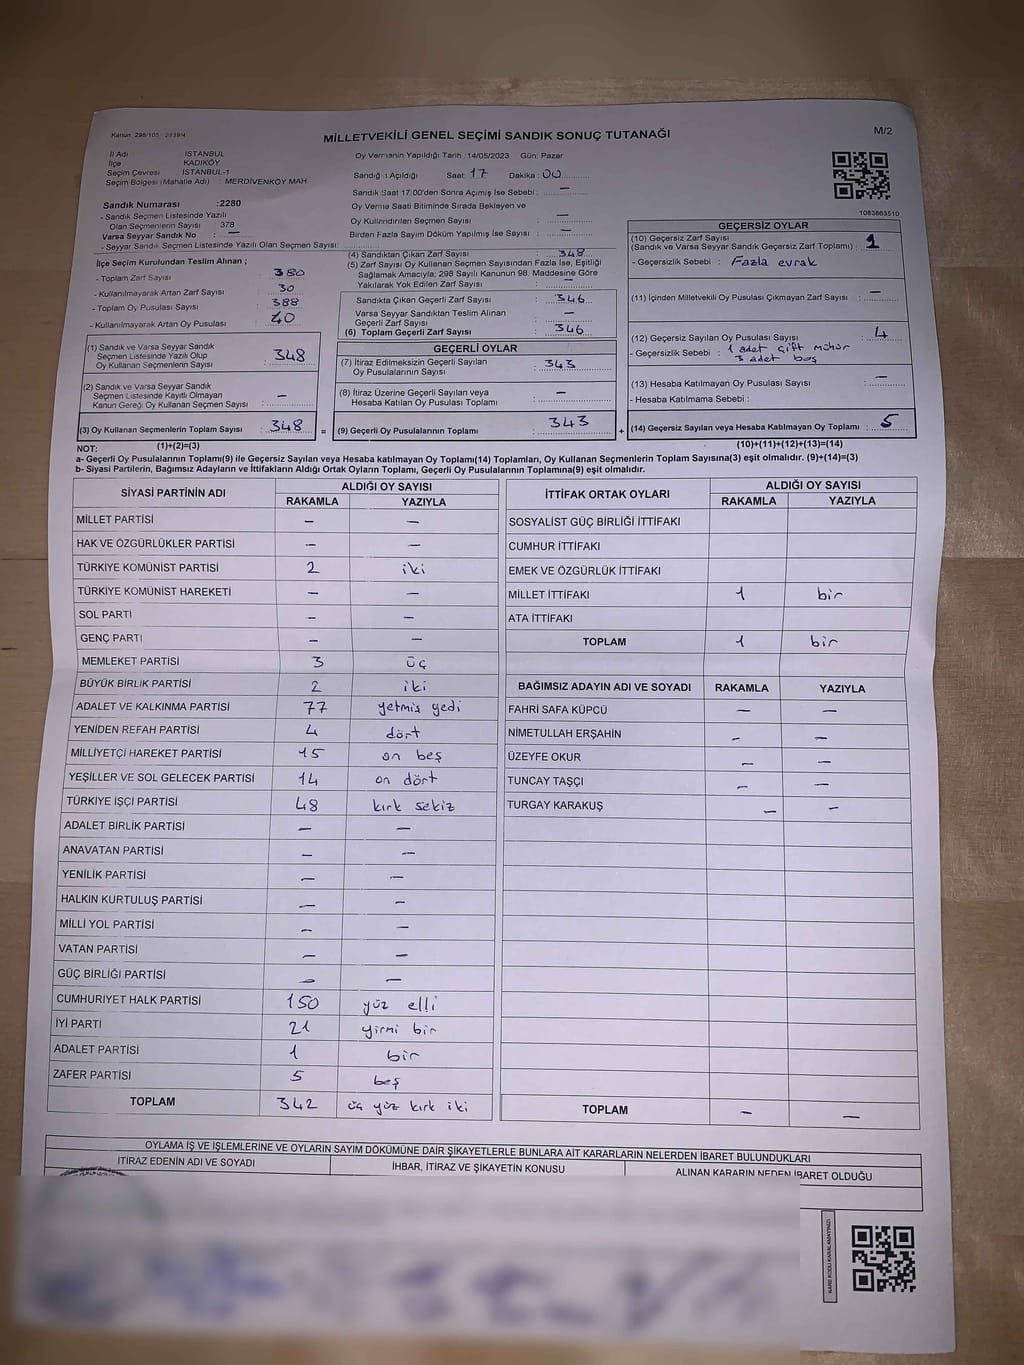 Kanun: 298/105 - 2839/4
MİLLETVEKİLİ GENEL SEÇİMİ SANDIK SONUÇ TUTANAĞI
M/2
İl Adı : İSTANBUL
İlçe : KADIKÖY
Seçim Çevresi : İSTANBUL-1
Seçim Bölgesi (Mahalle Adı) : MERDİVENKÖY MAH.
Sandık Numarası :2280
- Sandık Seçmen Listesinde Yazılı
Olan Seçmenlerin Sayısı : 378
Varsa Seyyar Sandık No : —
- Seyyar Sandık Seçmen Listesinde Yazılı Olan Seçmen Sayısı:
İlçe Seçim Kurulundan Teslim Alınan ;
- Toplam Zarf Sayısı : 380
- Kullanılmayarak Artan Zarf Sayısı : 30
- Toplam Oy Pusulası Sayısı : 388
- Kullanılmayarak Artan Oy Pusulası : 40
(1) Sandık ve Varsa Seyyar Sandık
Seçmen Listesinde Yazılı Olup
Oy Kullanan Seçmenlerin Sayısı : 348
(2) Sandık ve Varsa Seyyar Sandık
Seçmen Listesinde Kayıtlı Olmayan
Kanun Gereği Oy Kullanan Seçmen Sayısı : —
(3) Oy Kullanan Seçmenlerin Toplam Sayısı : 348
Oy Vermenin Yapıldığı Tarih :14/05/2023 Gün: Pazar
Sandığın Açıldığı Saat: 17 Dakika: 00
Sandık Saat 17:00'den Sonra Açılmış İse Sebebi : —
Oy Verme Saati Bitiminde Sırada Bekleyen ve
Oy Kullandırılan Seçmen Sayısı : —
Birden Fazla Sayım Döküm Yapılmış İse Sayısı : —
(4) Sandıktan Çıkan Zarf Sayısı : 348
(5) Zarf Sayısı Oy Kullanan Seçmen Sayısından Fazla İse, Eşitliği
Sağlamak Amacıyla; 298 Sayılı Kanunun 98. Maddesine Göre
Yakılarak Yok Edilen Zarf Sayısı : —
Sandıkta Çıkan Geçerli Zarf Sayısı : 346
Varsa Seyyar Sandıktan Teslim Alınan
Geçerli Zarf Sayısı : —
(6) Toplam Geçerli Zarf Sayısı : 346
GEÇERLİ OYLAR
(7) İtiraz Edilmeksizin Geçerli Sayılan
Oy Pusulalarının Sayısı : 343
(8) İtiraz Üzerine Geçerli Sayılan veya
Hesaba Katılan Oy Pusulası Toplamı : —
= (9) Geçerli Oy Pusulalarının Toplamı : 343 +
1083863510
GEÇERSİZ OYLAR
(10) Geçersiz Zarf Sayısı
(Sandık ve Varsa Seyyar Sandık Geçersiz Zarf Toplamı) : 1
- Geçersizlik Sebebi : Fazla evrak
(11) İçinden Milletvekili Oy Pusulası Çıkmayan Zarf Sayısı : —
(12) Geçersiz Sayılan Oy Pusulası Sayısı : 4
- Geçersizlik Sebebi : 1 adet çift mühür
3 adet boş
(13) Hesaba Katılmayan Oy Pusulası Sayısı : —
- Hesaba Katılmama Sebebi :
(14) Geçersiz Sayılan veya Hesaba Katılmayan Oy Toplamı : 5
NOT: (1)+(2)=(3) (10)+(11)+(12)+(13)=(14)
a- Geçerli Oy Pusulalarının Toplamı(9) ile Geçersiz Sayılan veya Hesaba Katılmayan Oy Toplamı(14) Toplamları, Oy Kullanan Seçmenlerin Toplam Sayısına(3) eşit olmalıdır. (9)+(14)=(3)
b- Siyasi Partilerin, Bağımsız Adayların ve İttifakların Aldığı Ortak Oyların Toplamı, Geçerli Oy Pusulalarının Toplamına(9) eşit olmalıdır.
SİYASİ PARTİNİN ADI ALDIĞI OY SAYISI
RAKAMLA YAZIYLA
MİLLET PARTİSİ — —
HAK VE ÖZGÜRLÜKLER PARTİSİ — —
TÜRKİYE KOMÜNİST PARTİSİ 2 iki
TÜRKİYE KOMÜNİST HAREKETİ — —
SOL PARTİ — —
GENÇ PARTİ — —
MEMLEKET PARTİSİ 3 üç
BÜYÜK BİRLİK PARTİSİ 2 iki
ADALET VE KALKINMA PARTİSİ 77 yetmiş yedi
YENİDEN REFAH PARTİSİ 4 dört
MİLLİYETÇİ HAREKET PARTİSİ 15 on beş
YEŞİLLER VE SOL GELECEK PARTİSİ 14 on dört
TÜRKİYE İŞÇİ PARTİSİ 48 kırk sekiz
ADALET BİRLİK PARTİSİ — —
ANAVATAN PARTİSİ — —
YENİLİK PARTİSİ — —
HALKIN KURTULUŞ PARTİSİ — —
MİLLİ YOL PARTİSİ — —
VATAN PARTİSİ — —
GÜÇ BİRLİĞİ PARTİSİ — —
CUMHURİYET HALK PARTİSİ 150 yüz elli
İYİ PARTİ 21 yirmi bir
ADALET PARTİSİ 1 bir
ZAFER PARTİSİ 5 beş
TOPLAM 342 üç yüz kırk iki
İTTİFAK ORTAK OYLARI ALDIĞI OY SAYISI
RAKAMLA YAZIYLA
SOSYALİST GÜÇ BİRLİĞİ İTTİFAKI
CUMHUR İTTİFAKI
EMEK VE ÖZGÜRLÜK İTTİFAKI
MİLLET İTTİFAKI 1 bir
ATA İTTİFAKI
TOPLAM 1 bir
BAĞIMSIZ ADAYIN ADI VE SOYADI RAKAMLA YAZIYLA
FAHRİ SAFA KÜPCÜ — —
NİMETULLAH ERŞAHİN — —
ÜZEYFE OKUR — —
TUNCAY TAŞÇI — —
TURGAY KARAKUŞ — —
TOPLAM — —
OYLAMA İŞ VE İŞLEMLERİNE VE OYLARIN SAYIM DÖKÜMÜNE DAİR ŞİKAYETLERLE BUNLARA AİT KARARLARIN NELERDEN İBARET BULUNDUKLARI
İTİRAZ EDENİN ADI VE SOYADI İHBAR, İTİRAZ VE ŞİKAYETİN KONUSU ALINAN KARARIN NEDEN İBARET OLDUĞU
KARE KODU KARALAMAYINIZ!